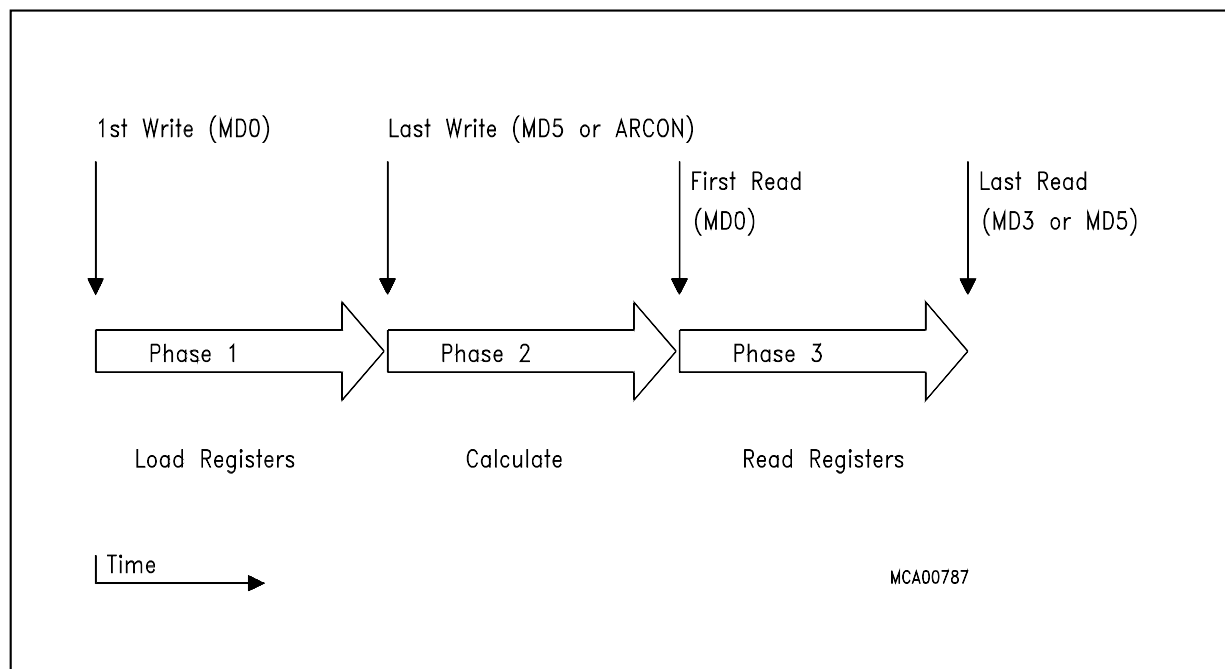 1st Write (MD0)
Last Write (MD5 or ARCON)
First Read
(MD0)
Last Read
(MD3 or MD5)
Phase 1
Phase 2
Phase 3
Load Registers
Calculate
Read Registers
Time
MCA00787